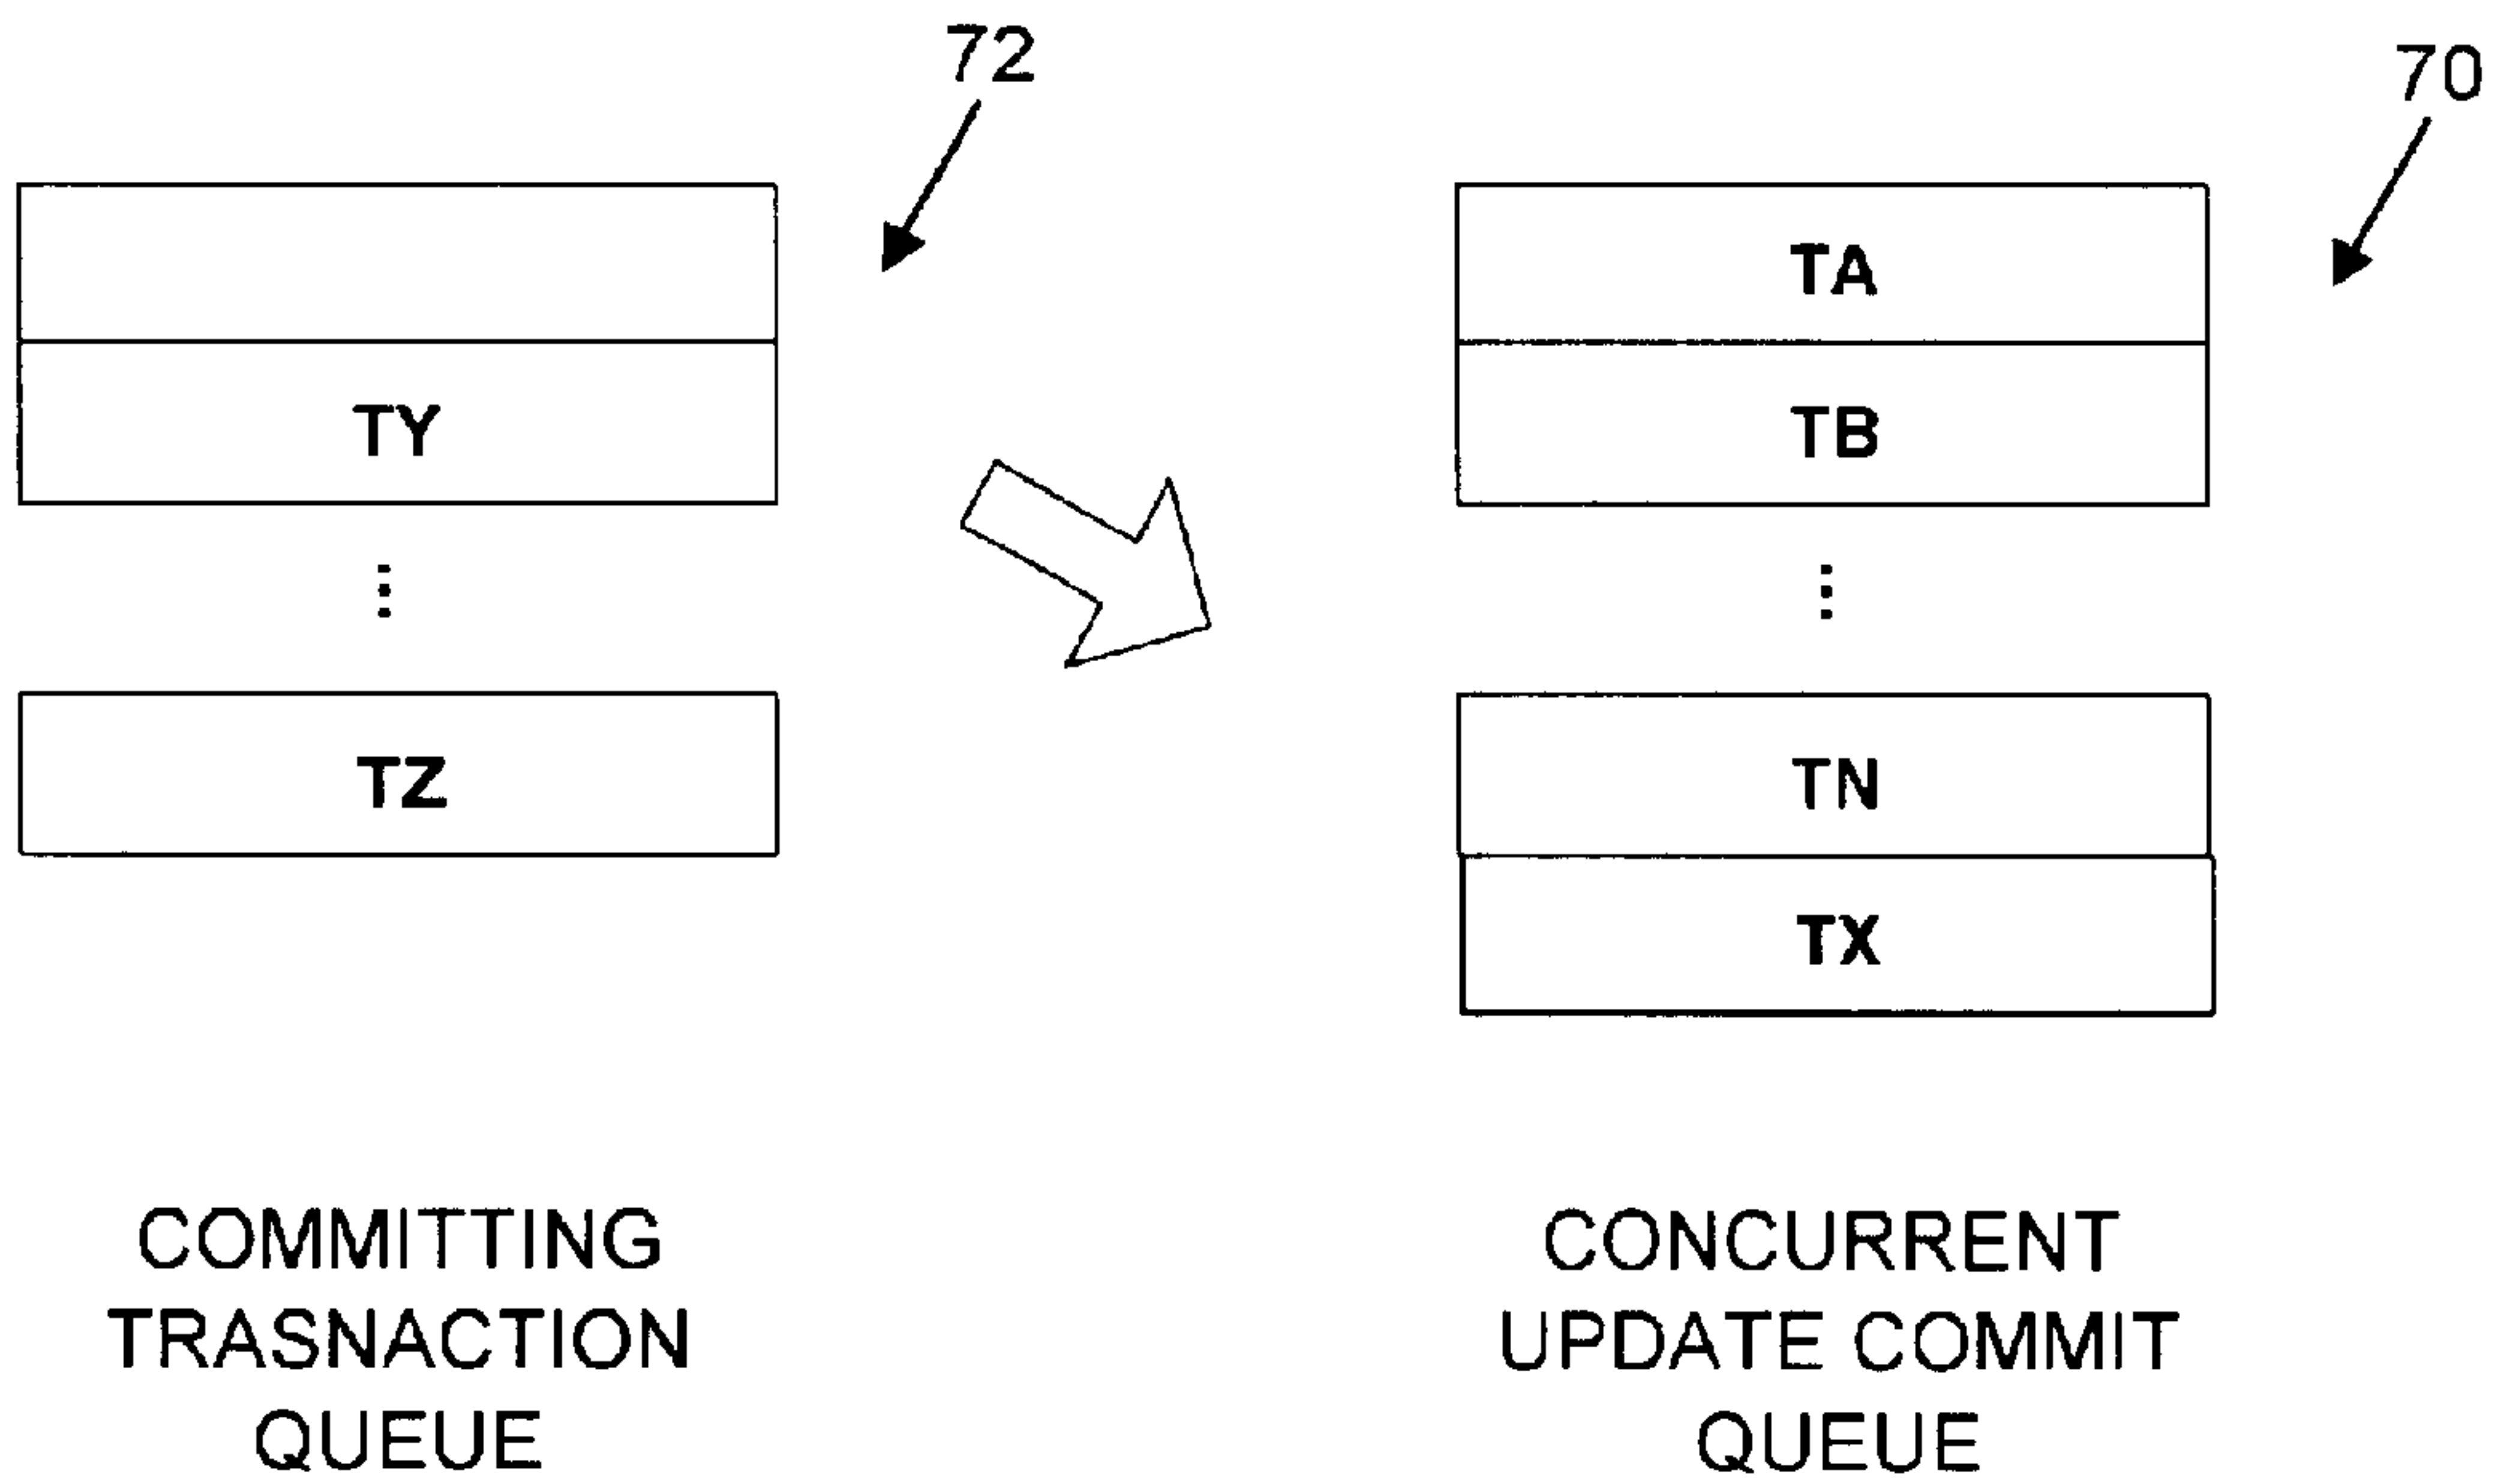 72
70
TA
TY
TB
TZ
TN
TX
COMMITTING
TRASNACTION
QUEUE
CONCURRENT
UPDATE COMMIT
QUEUE